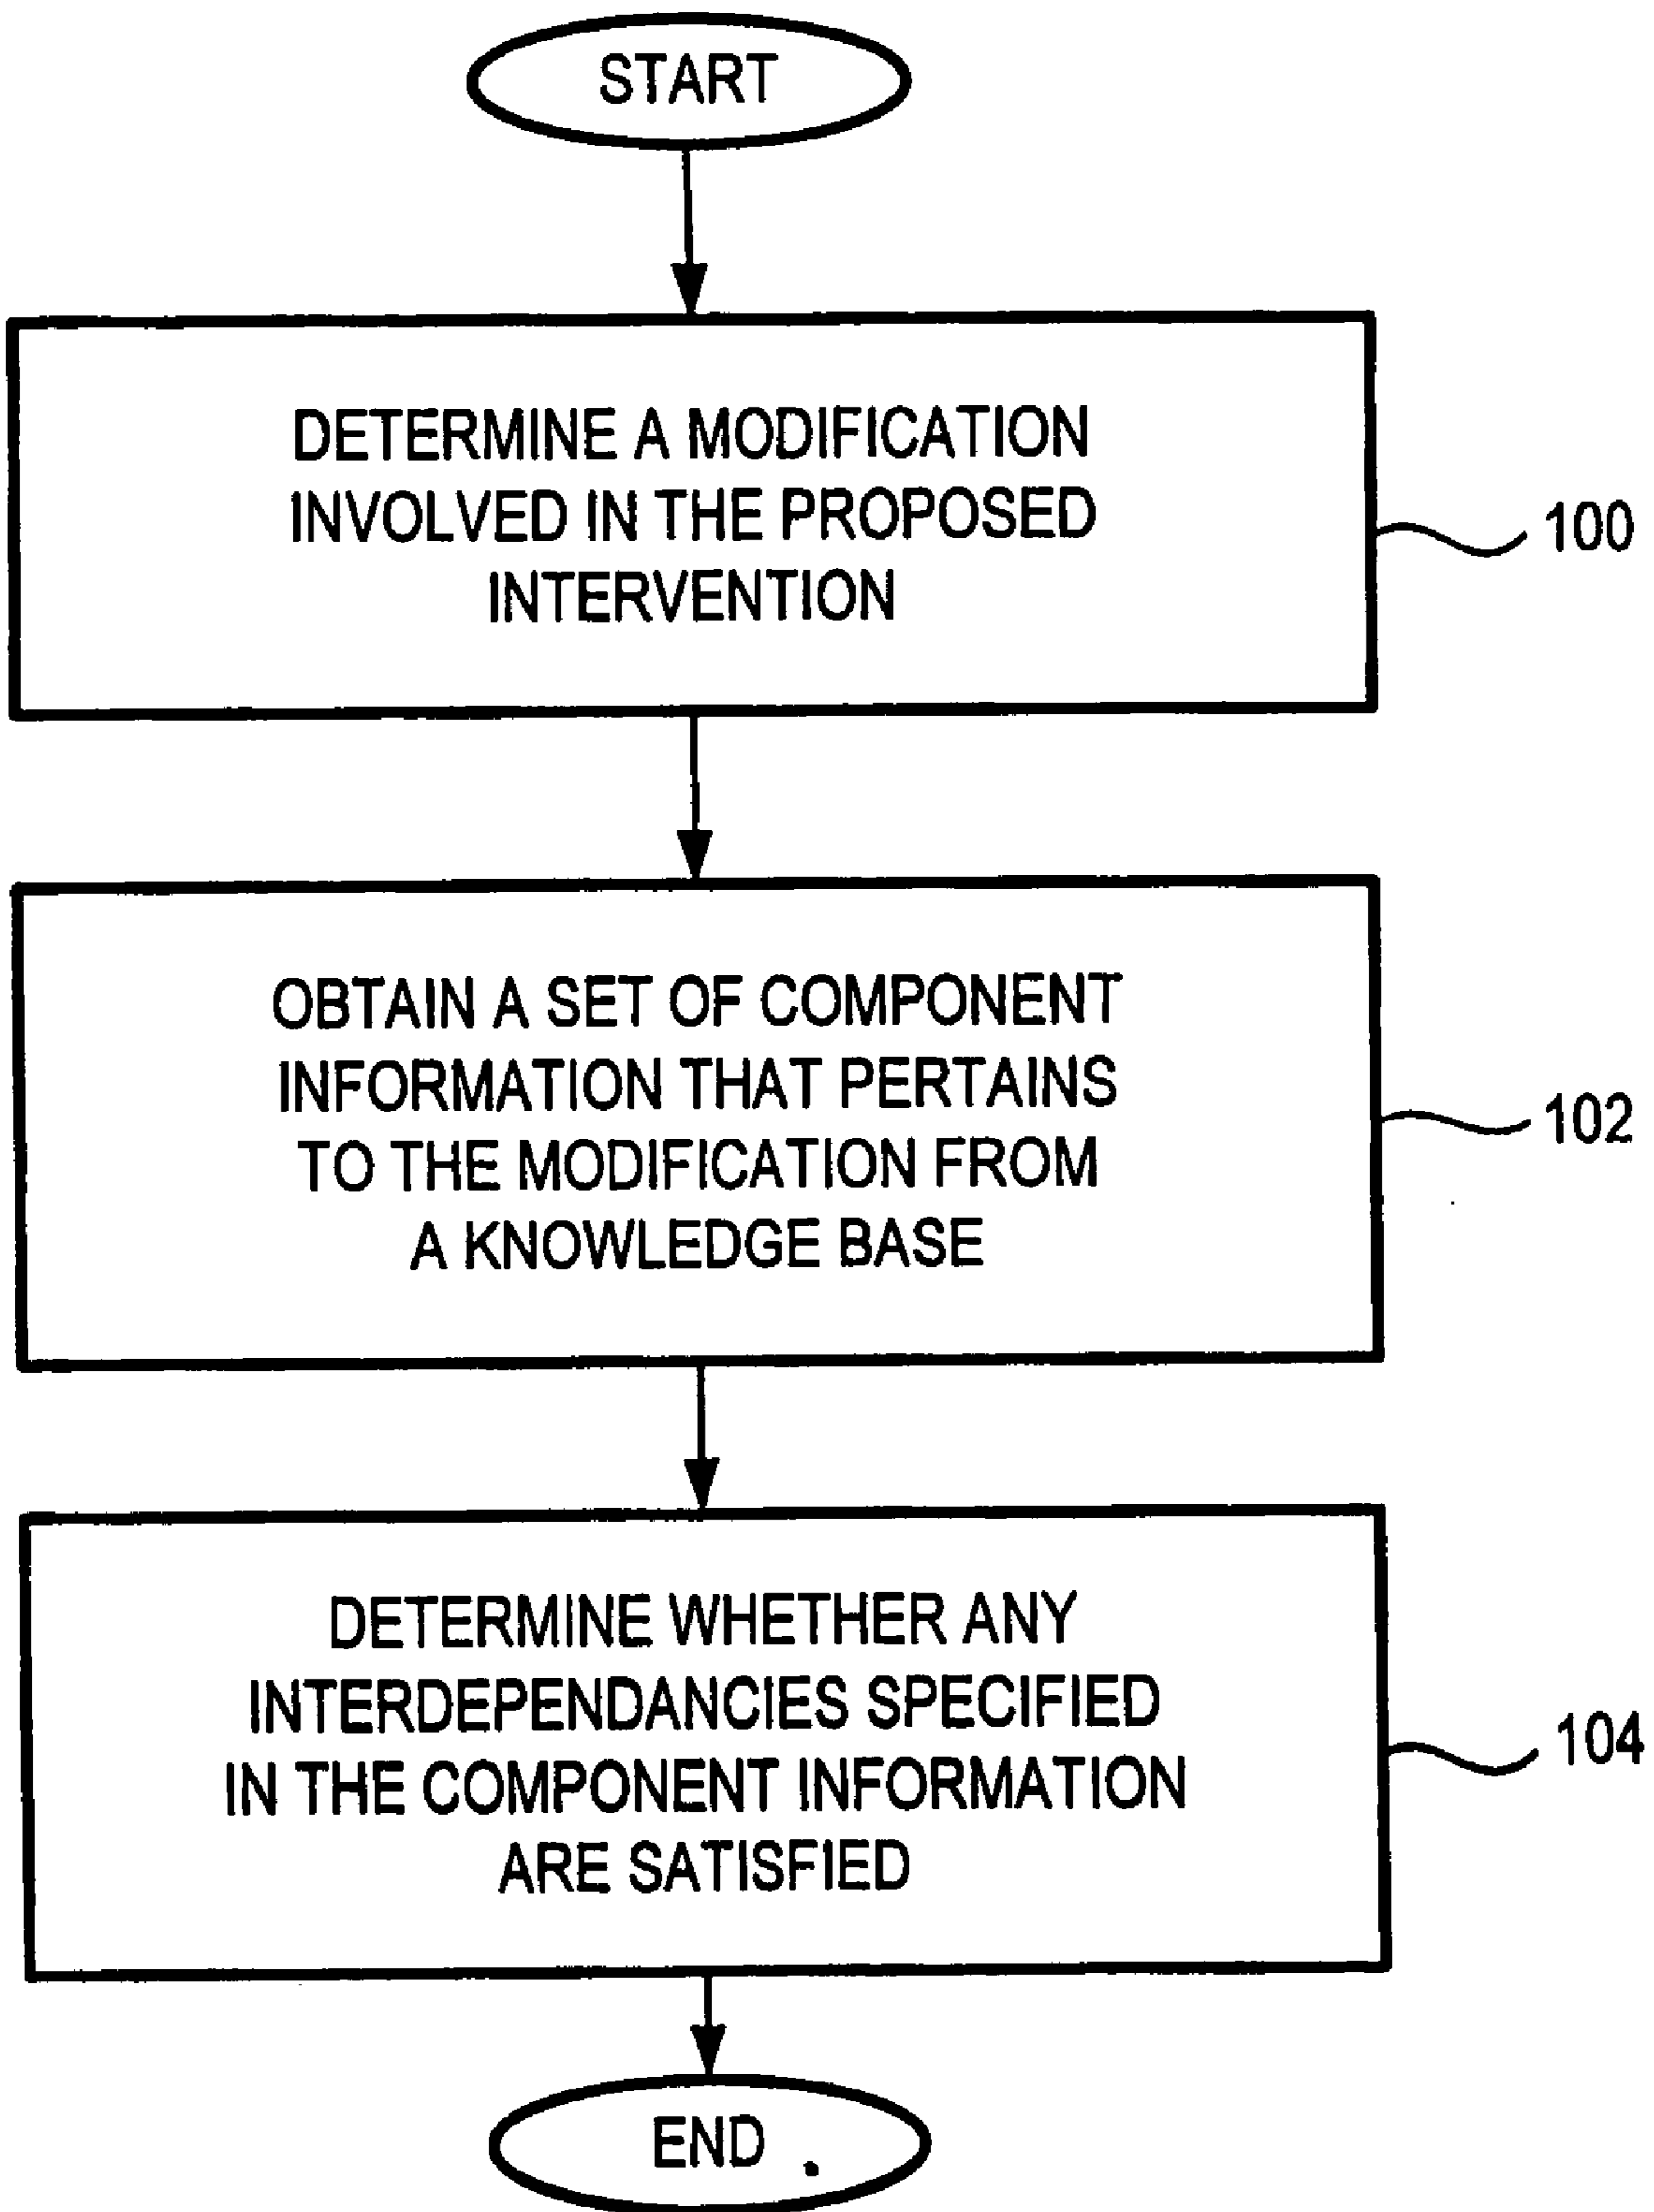 START
DETERMINE A MODIFICATION
INVOLVED IN THE PROPOSED
INTERVENTION
100
OBTAIN A SET OF COMPONENT
INFORMATION THAT PERTAINS
TO THE MODIFICATION FROM
A KNOWLEDGE BASE
102
DETERMINE WHETHER ANY
INTERDEPENDANCIES SPECIFIED
IN THE COMPONENT INFORMATION
ARE SATISFIED
104
END